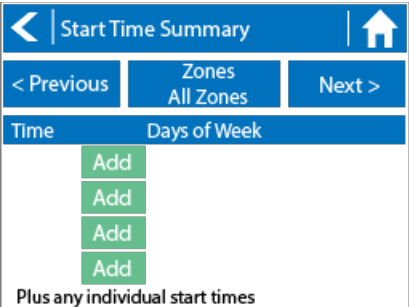 Start Time Summary
< Previous
Zones
All Zones
Next >
Time Days of Week
Add
Add
Add
Add
Plus any individual start times